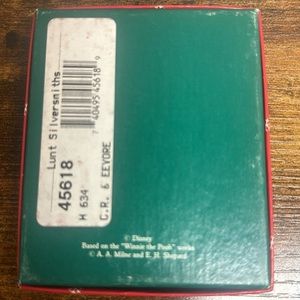 Lunt Silversmiths
45618
H 634
7 40495 45618 9
C.R. & EEYORE
© Disney
Based on the "Winnie the Pooh" works
© A. A. Milne and E. H. Shepard